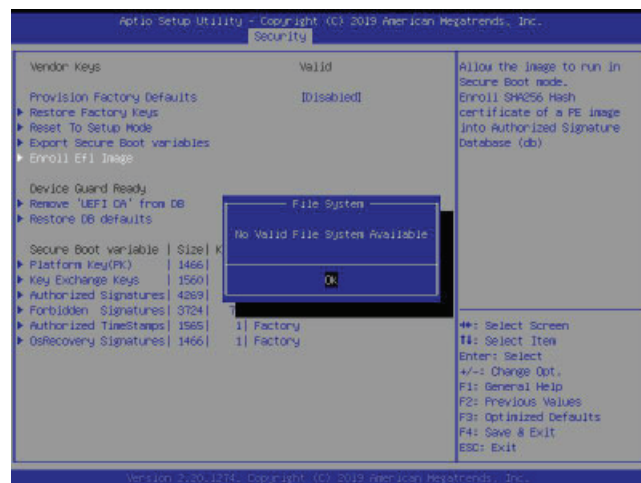 Aptio Setup Utility - Copyright (C) 2019 American Megatrends, Inc.
Security
Vendor Keys Valid
Provision Factory Defaults [Disabled]
Restore Factory Keys
Reset To Setup Mode
Export Secure Boot variables
Enroll Efi Image
Device Guard Ready
Remove 'UEFI CA' from DB
Restore DB defaults
Secure Boot variable | Size| K
Platform Key(PK) | 1466|
Key Exchange Keys | 1560|
Authorized Signatures| 4269|
Forbidden Signatures| 3724|
Authorized TimeStamps| 1565| 1| Factory
OsRecovery Signatures| 1466| 1| Factory
File System
No Valid File System Available
Ok
Allow the image to run in
Secure Boot mode.
Enroll SHA256 Hash
certificate of a PE image
into Authorized Signature
Database (db)
→←: Select Screen
↑↓: Select Item
Enter: Select
+/-: Change Opt.
F1: General Help
F2: Previous Values
F3: Optimized Defaults
F4: Save & Exit
ESC: Exit
Version 2.20.1274. Copyright (C) 2019 American Megatrends, Inc.